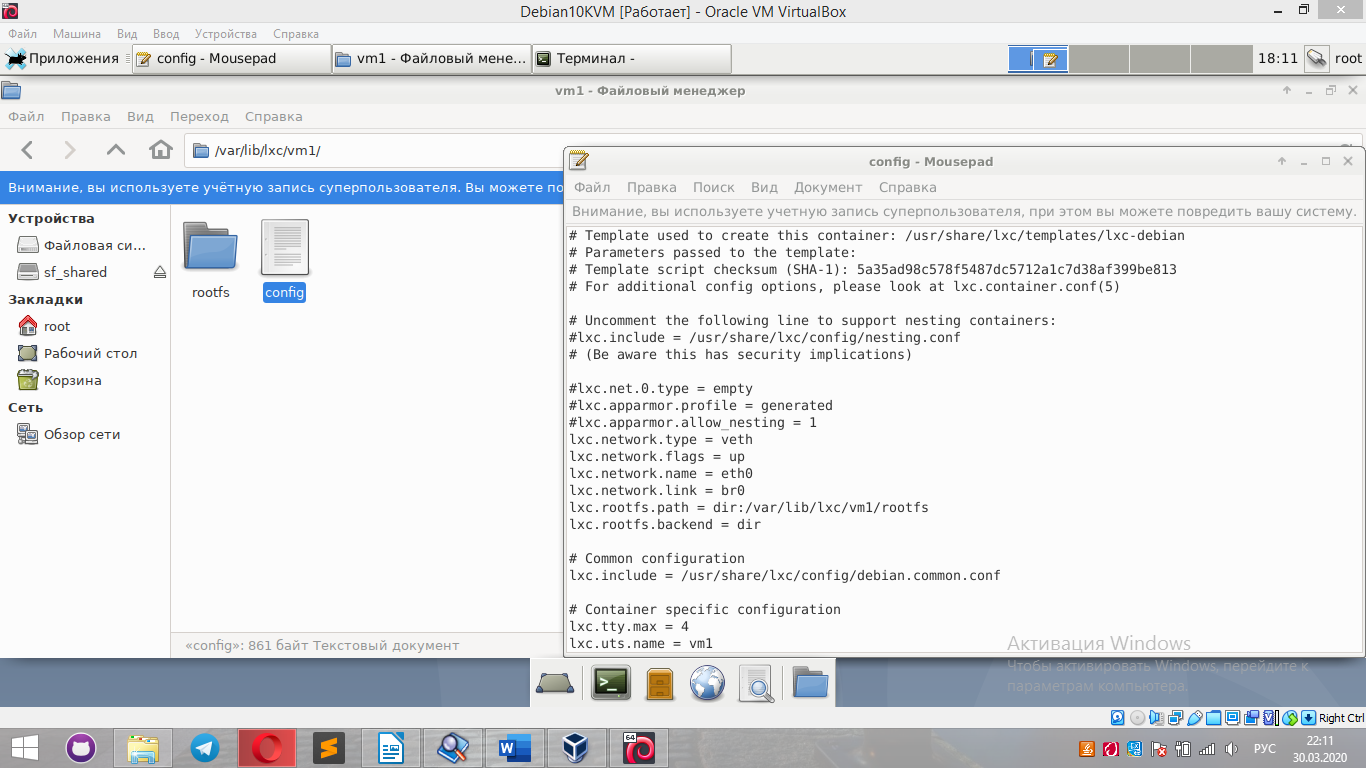 Debian10KVM [Работает] - Oracle VM VirtualBox
Файл Машина Вид Ввод Устройства Справка
Приложения config - Mousepad vm1 - Файловый мене... Терминал - 18:11 root
vm1 - Файловый менеджер
Файл Правка Вид Переход Справка
/var/lib/lxc/vm1/
Внимание, вы используете учётную запись суперпользователя. Вы можете по
Устройства
Файловая си...
sf_shared
Закладки
root
Рабочий стол
Корзина
Сеть
Обзор сети
rootfs config
«config»: 861 байт Текстовый документ
config - Mousepad
Файл Правка Поиск Вид Документ Справка
Внимание, вы используете учетную запись суперпользователя, при этом вы можете повредить вашу систему.
# Template used to create this container: /usr/share/lxc/templates/lxc-debian
# Parameters passed to the template:
# Template script checksum (SHA-1): 5a35ad98c578f5487dc5712a1c7d38af399be813
# For additional config options, please look at lxc.container.conf(5)
# Uncomment the following line to support nesting containers:
#lxc.include = /usr/share/lxc/config/nesting.conf
# (Be aware this has security implications)
#lxc.net.0.type = empty
#lxc.apparmor.profile = generated
#lxc.apparmor.allow_nesting = 1
lxc.network.type = veth
lxc.network.flags = up
lxc.network.name = eth0
lxc.network.link = br0
lxc.rootfs.path = dir:/var/lib/lxc/vm1/rootfs
lxc.rootfs.backend = dir
# Common configuration
lxc.include = /usr/share/lxc/config/debian.common.conf
# Container specific configuration
lxc.tty.max = 4
lxc.uts.name = vm1
Активация Windows
Чтобы активировать Windows, перейдите к
параметрам компьютера.
Right Ctrl
64
РУС
22:11
30.03.2020